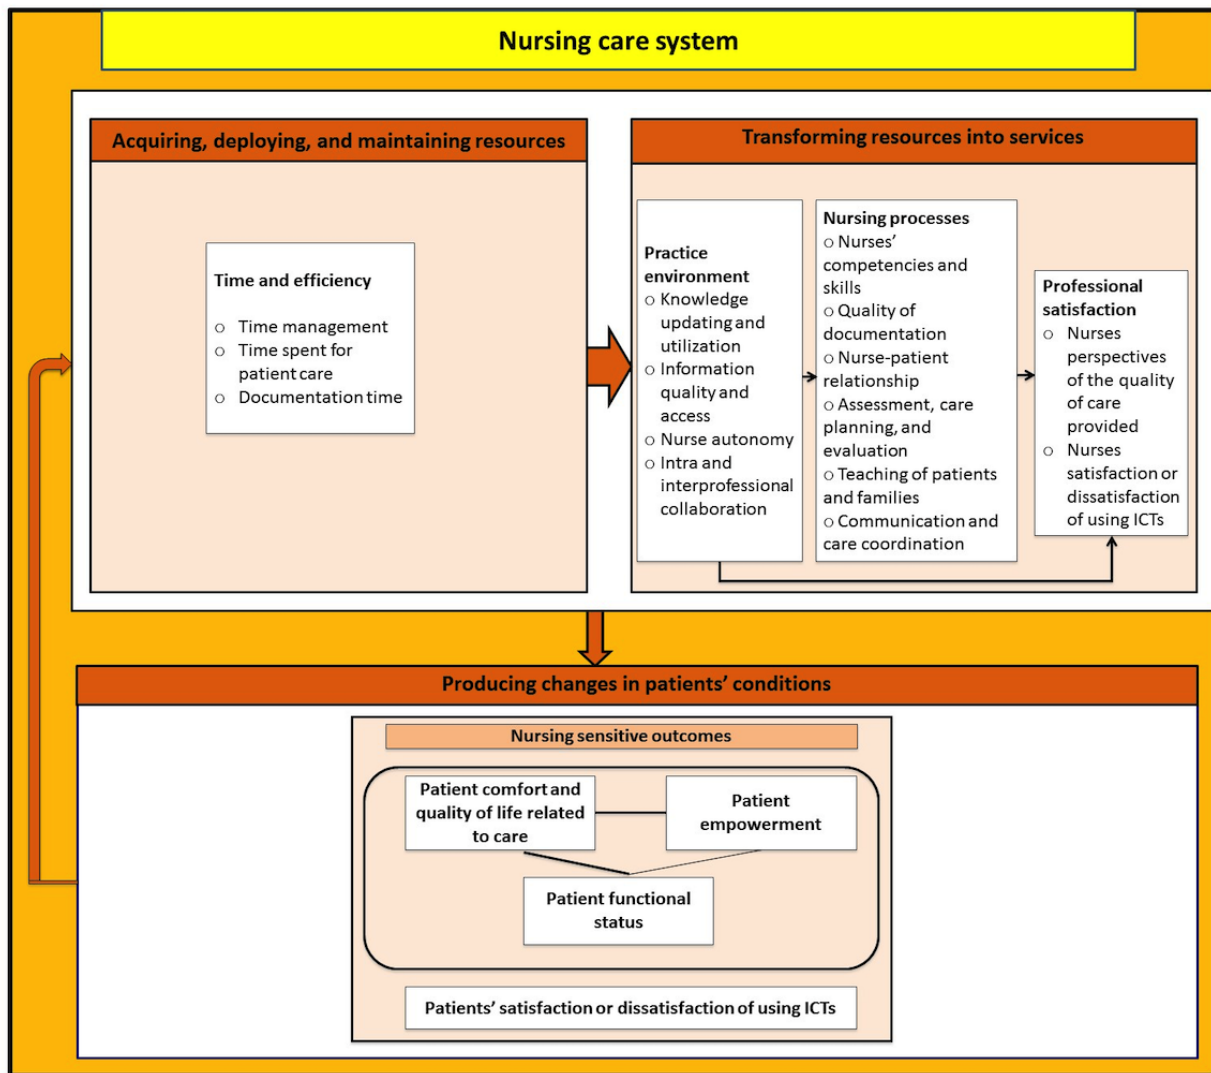 Nursing care system
Acquiring, deploying, and maintaining resources
Time and efficiency
o Time management
o Time spent for
patient care
o Documentation time
Transforming resources into services
Practice
environment
o Knowledge
updating and
utilization
o Information
quality and
access
o Nurse autonomy
o Intra and
interprofessional
collaboration
Nursing processes
o Nurses’
competencies and
skills
o Quality of
documentation
o Nurse-patient
relationship
o Assessment, care
planning, and
evaluation
o Teaching of patients
and families
o Communication and
care coordination
Professional
satisfaction
o Nurses
perspectives
of the quality
of care
provided
o Nurses
satisfaction or
dissatisfaction
of using ICTs
Producing changes in patients’ conditions
Nursing sensitive outcomes
Patient comfort and
quality of life related
to care
Patient
empowerment
Patient functional
status
Patients’ satisfaction or dissatisfaction of using ICTs